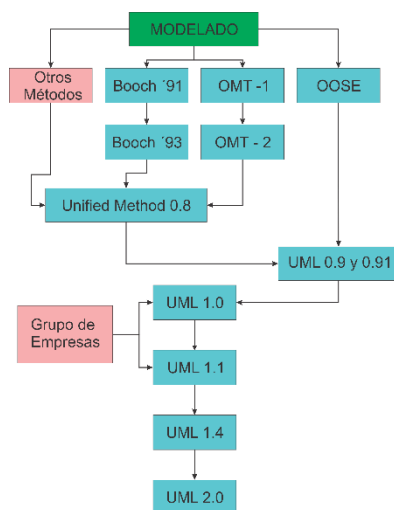 MODELADO
Otros
Métodos
Booch ´91
OMT -1
OOSE
Booch ´93
OMT - 2
Unified Method 0.8
UML 0.9 y 0.91
UML 1.0
Grupo de
Empresas
UML 1.1
UML 1.4
UML 2.0